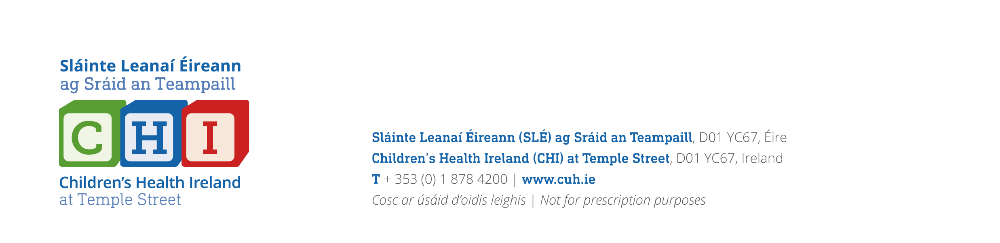 Sláinte Leanaí Éireann
ag Sráid an Teampaill
CHI
Children’s Health Ireland
at Temple Street
Sláinte Leanaí Éireann (SLÉ) ag Sráid an Teampaill, D01 YC67, Éire
Children’s Health Ireland (CHI) at Temple Street, D01 YC67, Ireland
T + 353 (0) 1 878 4200 | www.cuh.ie
Cosc ar úsáid d’oidis leighis | Not for prescription purposes